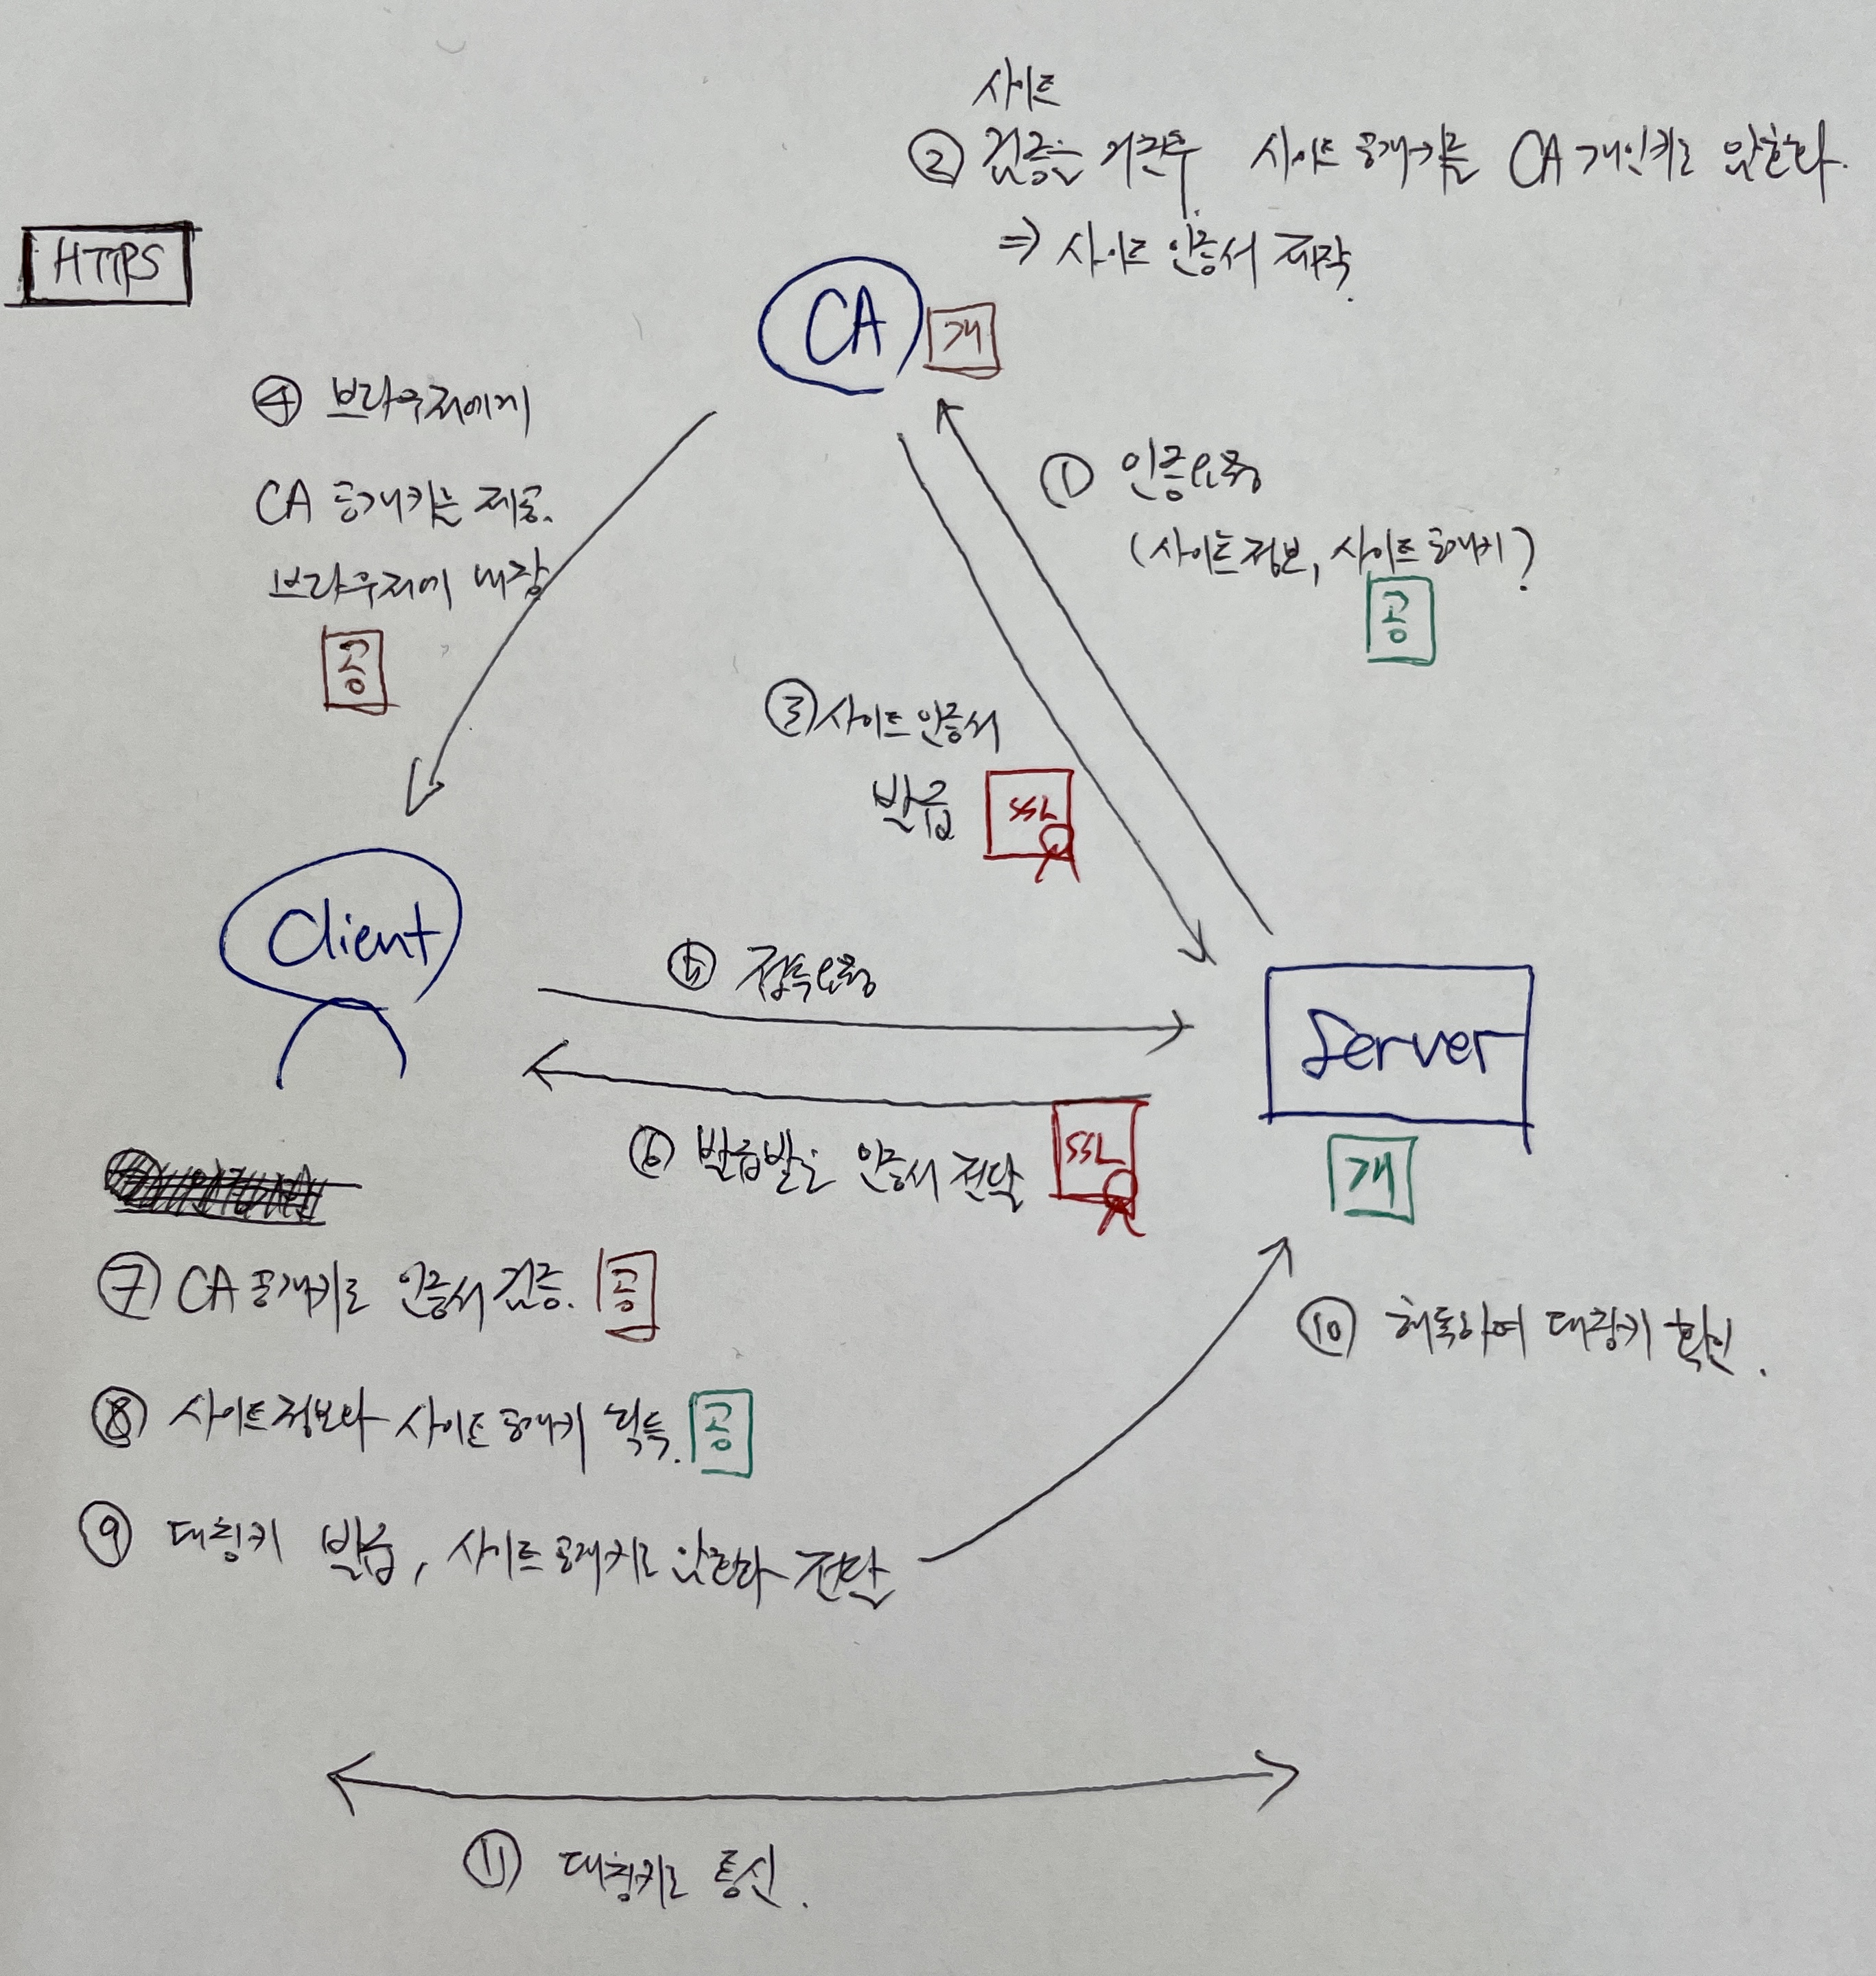 사이트
② 검증을 거친후 사이트 공개키를 CA 개인키로 암호화.
⇒ 사이트 인증서 제작.
HTTPS
CA
개
④ 브라우저에게
CA 공개키는 제공.
브라우저에 내장
공
① 인증요청
(사이트정보, 사이트 공개키)
공
③ 사이트 인증서
발급
SSL
Client
⑤ 접속요청
Server
⑥ 발급받은 인증서 전달
SSL
개
⑦ CA 공개키로 인증서 검증.
공
⑩ 해독하여 대칭키 확인.
⑧ 사이트정보와 사이트 공개키 획득.
공
⑨ 대칭키 발급, 사이트 공개키로 암호화 전달
⑪ 대칭키로 통신.